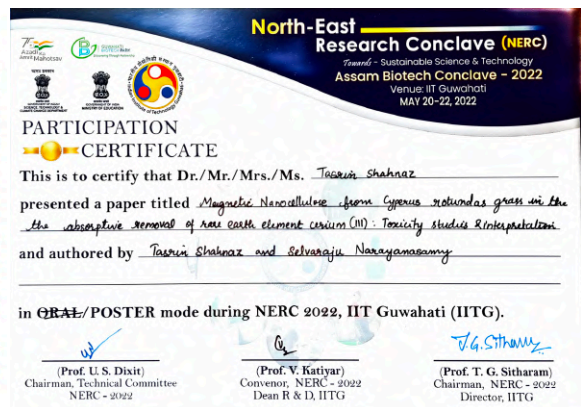 North-East
Research Conclave (NERC)
Towards - Sustainable Science & Technology
Assam Biotech Conclave - 2022
Venue: IIT Guwahati
MAY 20-22, 2022
Azadi Ka
Amrit Mahotsav
PARTICIPATION
CERTIFICATE
This is to certify that Dr./Mr./Mrs./Ms. Tasrin Shahnaz
presented a paper titled Magnetic Nanocellulose from Cyperus rotundas grass in the
the absorptive removal of rare earth element cerium (III) : Toxicity studies & interpretation
and authored by Tasrin Shahnaz and Selvaraju Narayanasamy
in ORAL/POSTER mode during NERC 2022, IIT Guwahati (IITG).
T.G. Sitharam
(Prof. U. S. Dixit)
Chairman, Technical Committee
NERC - 2022
(Prof. V. Katiyar)
Convenor, NERC - 2022
Dean R & D, IITG
(Prof. T. G. Sitharam)
Chairman, NERC - 2022
Director, IITG